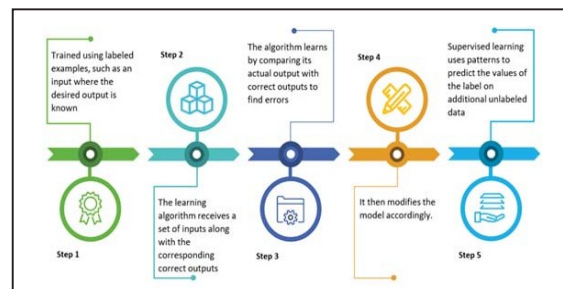 Trained using labeled
examples, such as an
input where the
desired output is
known
Step 1
Step 2
The learning
algorithm receives a
set of inputs along
with the
corresponding
correct outputs
The algorithm learns
by comparing its
actual output with
correct outputs to
find errors
Step 3
Step 4
It then modifies the
model accordingly.
Supervised learning
uses patterns to
predict the values of
the label on
additional unlabeled
data
Step 5